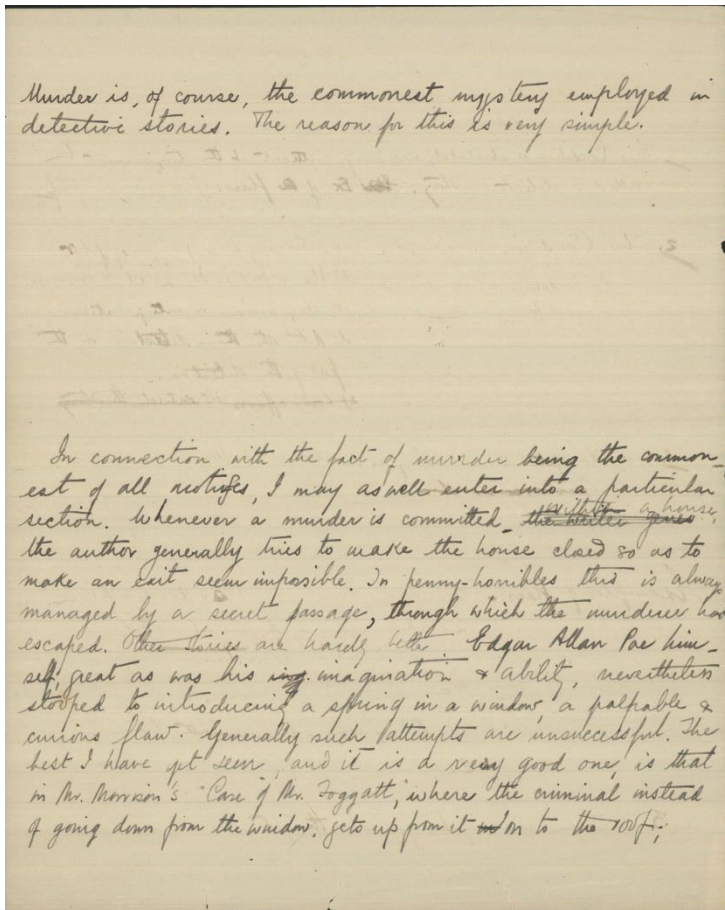 Murder is, of course, the commonest mystery employed in
detective stories. The reason for this is very simple.
In connection with the fact of murder being the common-
est of all motives, I may as well enter into a particular
section. Whenever a murder is committed within a house, the writer gener
the author generally tries to make the house closed so as to
make an exit seem impossible. In penny-horribles this is always
managed by a secret passage, through which the murderer has
escaped. Other stories are hardly better. Edgar Allan Poe him-
self, great as was his img. imagination & ability, nevertheless
stooped to introducing a spring in a window, a palpable &
curious flaw. Generally such attempts are unsuccessful. The
best I have yet seen, and it is a very good one, is that
in Mr. Morrison's "Case of Mr. Foggatt," where the criminal instead
of going down from the window, gets up from it on to the roof;